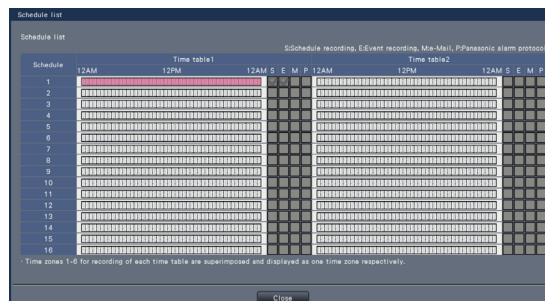 Schedule list
Schedule list
S:Schedule recording, E:Event recording, M:e-Mail, P:Panasonic alarm protocol
Schedule Time table1 Time table2
12AM 12PM 12AM S E M P 12AM 12PM 12AM S E M P
1
2
3
4
5
6
7
8
9
10
11
12
13
14
15
16
· Time zones 1-6 for recording of each time table are superimposed and displayed as one time zone respectively.
Close